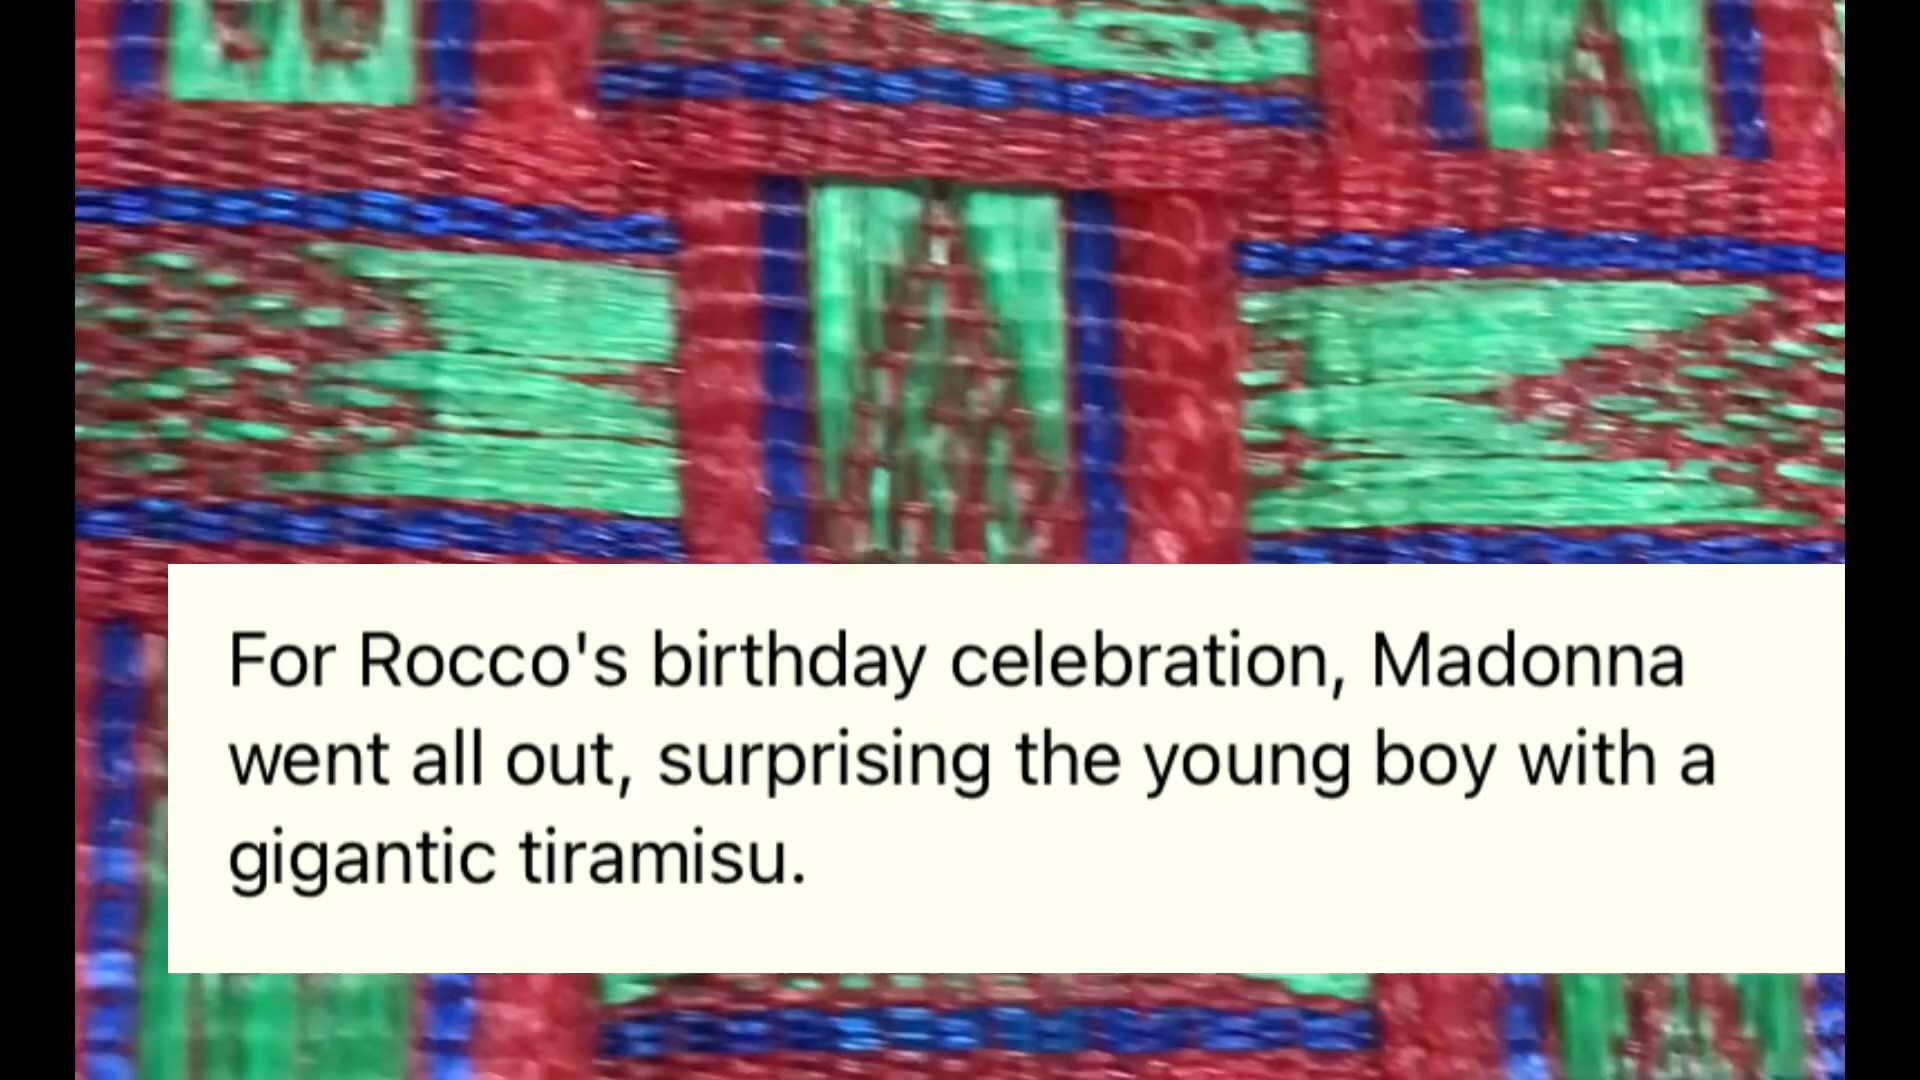 For Rocco's birthday celebration, Madonna
went all out, surprising the young boy with a
gigantic tiramisu.